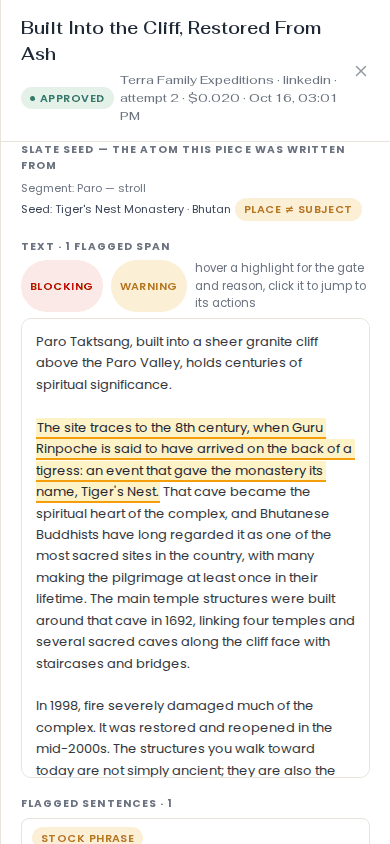 Built Into the Cliff, Restored From
Ash
APPROVED
Terra Family Expeditions · linkedin ·
attempt 2 · $0.020 · Oct 16, 03:01
PM
SLATE SEED — THE ATOM THIS PIECE WAS WRITTEN
FROM
Segment: Paro — stroll
Seed: Tiger's Nest Monastery · Bhutan PLACE ≠ SUBJECT
TEXT · 1 FLAGGED SPAN
BLOCKING
WARNING
hover a highlight for the gate
and reason, click it to jump to
its actions
Paro Taktsang, built into a sheer granite cliff
above the Paro Valley, holds centuries of
spiritual significance.
The site traces to the 8th century, when Guru
Rinpoche is said to have arrived on the back of a
tigress: an event that gave the monastery its
name, Tiger's Nest. That cave became the
spiritual heart of the complex, and Bhutanese
Buddhists have long regarded it as one of the
most sacred sites in the country, with many
making the pilgrimage at least once in their
lifetime. The main temple structures were built
around that cave in 1692, linking four temples and
several sacred caves along the cliff face with
staircases and bridges.
In 1998, fire severely damaged much of the
complex. It was restored and reopened in the
mid-2000s. The structures you walk toward
today are not simply ancient; they are also the
FLAGGED SENTENCES · 1
STOCK PHRASE